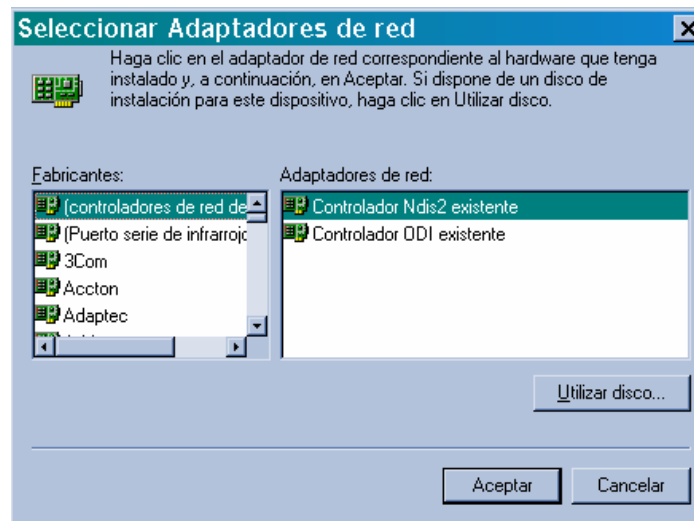 Seleccionar Adaptadores de red
Haga clic en el adaptador de red correspondiente al hardware que tenga
instalado y, a continuación, en Aceptar. Si dispone de un disco de
instalación para este dispositivo, haga clic en Utilizar disco.
Fabricantes:
(controladores de red de
(Puerto serie de infrarrojo
3Com
Accton
Adaptec
Adaptadores de red:
Controlador Ndis2 existente
Controlador ODI existente
Utilizar disco...
Aceptar
Cancelar